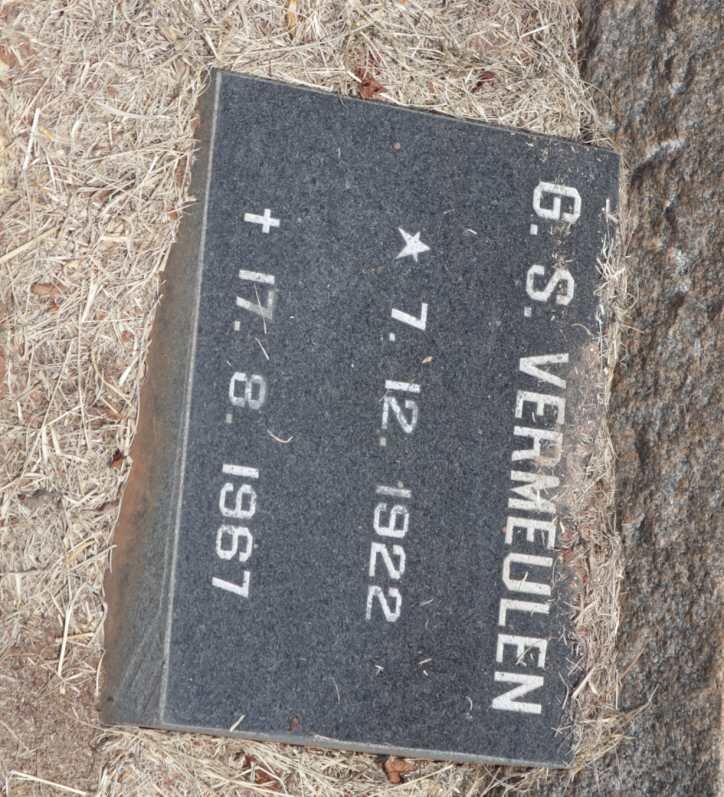 G. S. VERMEULEN
★ 7. 12. 1922
✝ 17. 8. 1967